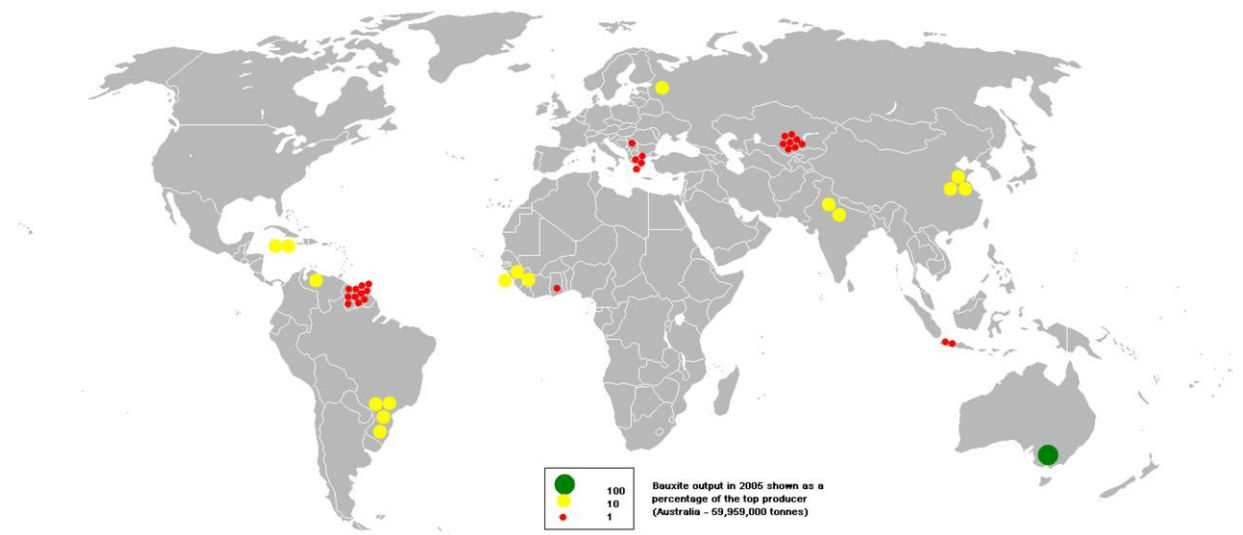 100
10
1
Bauxite output in 2005 shown as a
percentage of the top producer
(Australia - 59,959,000 tonnes)